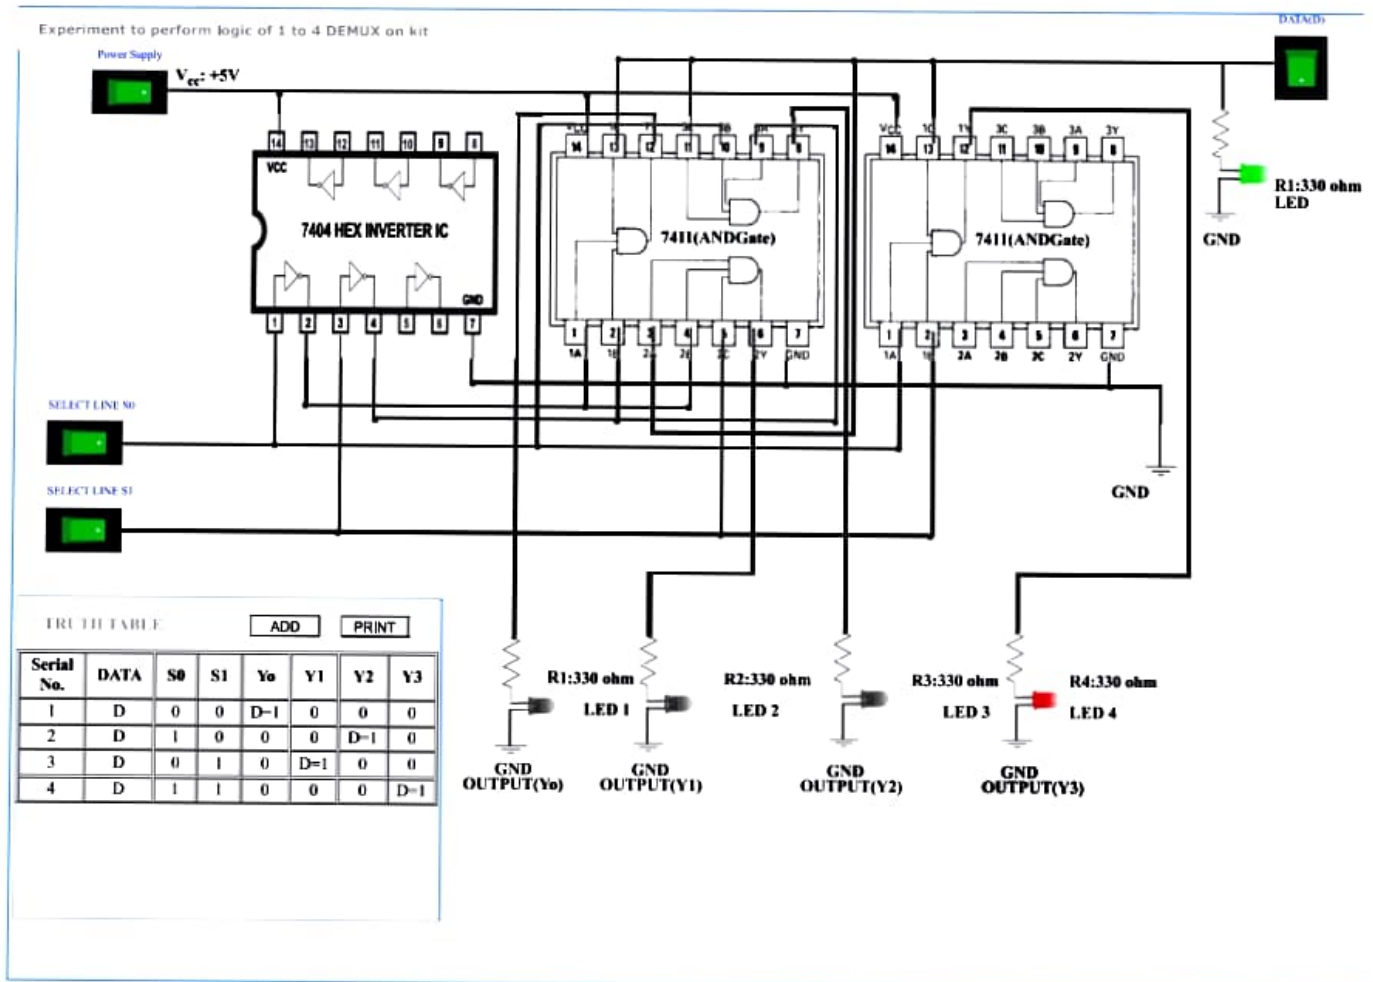 DATA(D)
Experiment to perform logic of 1 to 4 DEMUX on kit
Power Supply
Vcc: +5V
14 13 12 11 10 9 8
VCC
7404 HEX INVERTER IC
GND
1 2 3 4 5 6 7
VCC
14 13 12 11 10 9 8
7411(ANDGate)
1 2 3 4 5 6 7
1A 1B 2A 2B 2C 2Y GND
VCC 1C 1Y 3C 3B 3A 3Y
14 13 12 11 10 9 8
7411(ANDGate)
1 2 3 4 5 6 7
1A 1B 2A 2B 2C 2Y GND
R1:330 ohm
LED
GND
SELECT LINE S0
SELECT LINE S1
GND
TRUTH TABLE
ADD PRINT
Serial No. DATA S0 S1 Yo Y1 Y2 Y3
1 D 0 0 D=1 0 0 0
2 D 1 0 0 0 D=1 0
3 D 0 1 0 D=1 0 0
4 D 1 1 0 0 0 D=1
R1:330 ohm
LED 1
R2:330 ohm
LED 2
R3:330 ohm
LED 3
R4:330 ohm
LED 4
GND
OUTPUT(Yo)
GND
OUTPUT(Y1)
GND
OUTPUT(Y2)
GND
OUTPUT(Y3)